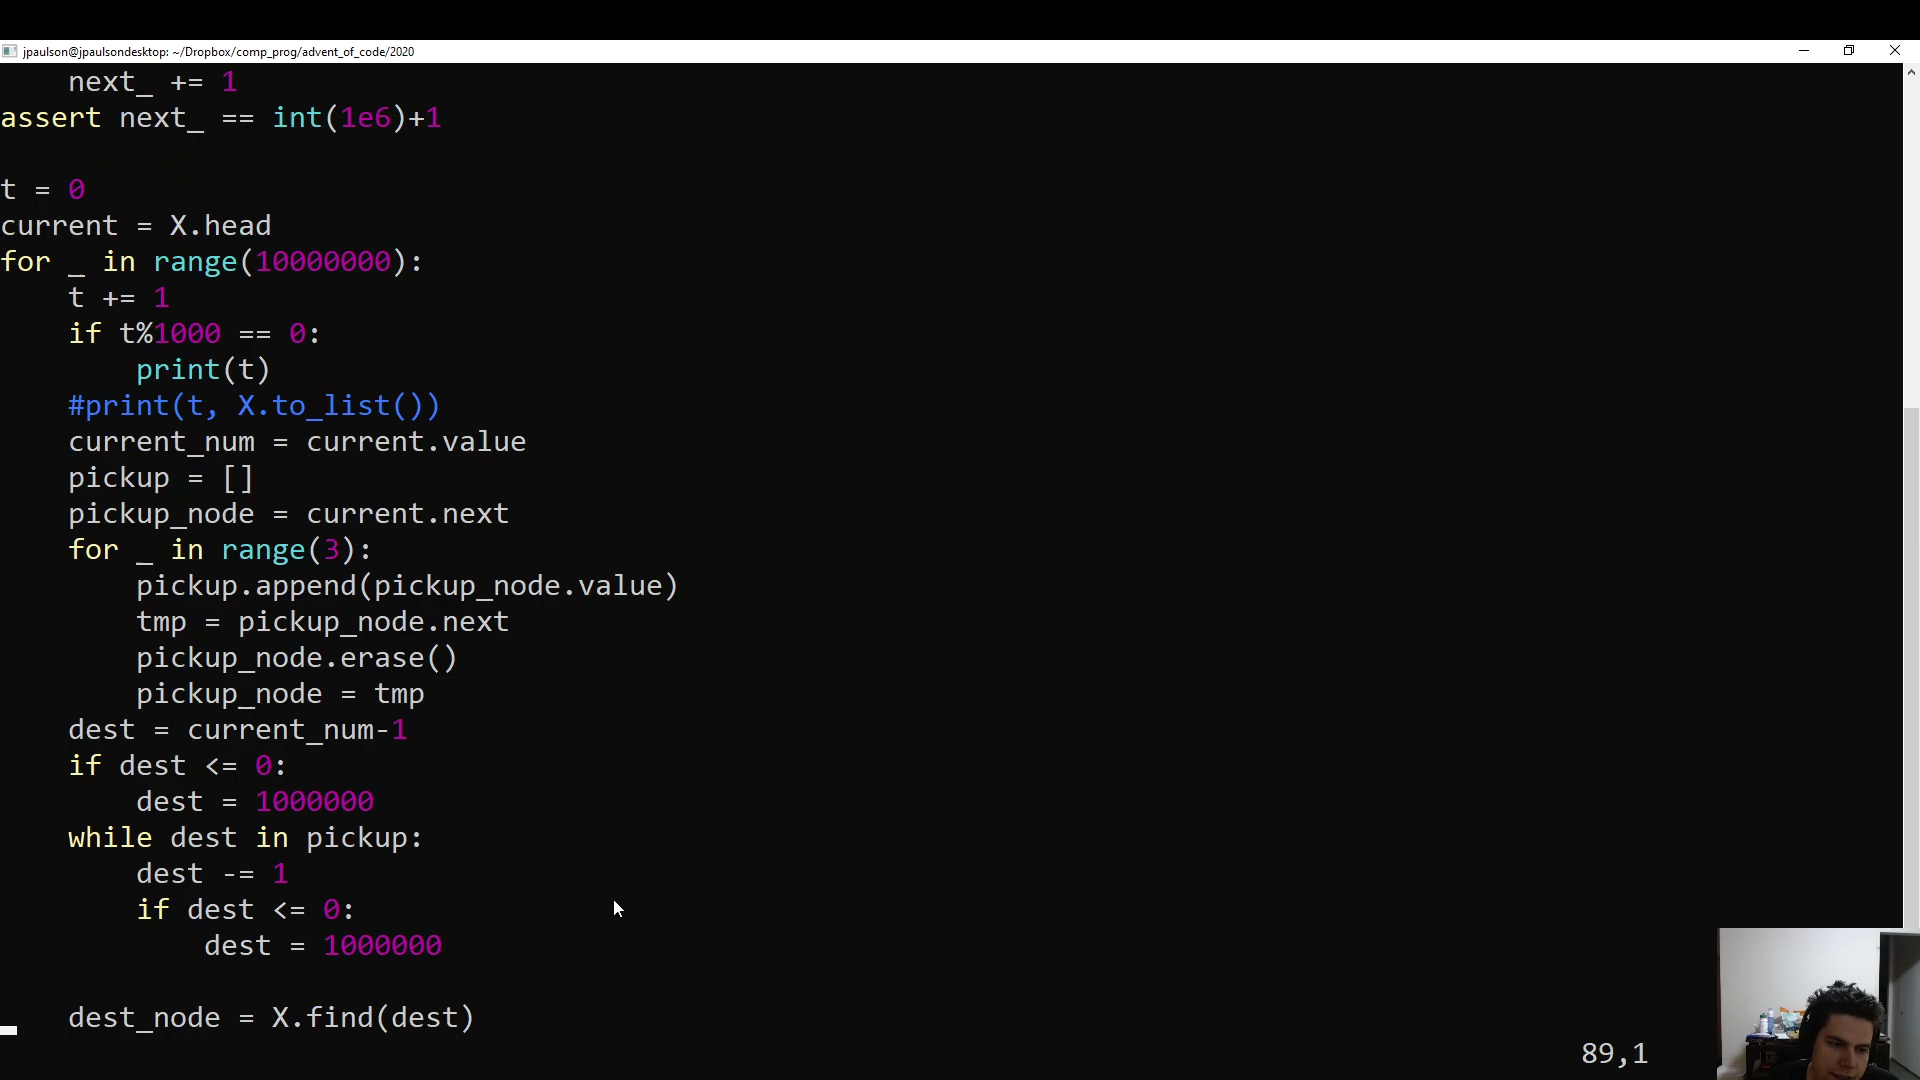 jpaulson@jpaulsondesktop: ~/Dropbox/comp_prog/advent_of_code/2020
    next_ += 1
assert next_ == int(1e6)+1

t = 0
current = X.head
for _ in range(10000000):
    t += 1
    if t%1000 == 0:
        print(t)
    #print(t, X.to_list())
    current_num = current.value
    pickup = []
    pickup_node = current.next
    for _ in range(3):
        pickup.append(pickup_node.value)
        tmp = pickup_node.next
        pickup_node.erase()
        pickup_node = tmp
    dest = current_num-1
    if dest <= 0:
        dest = 1000000
    while dest in pickup:
        dest -= 1
        if dest <= 0:
            dest = 1000000

    dest_node = X.find(dest)
89,1